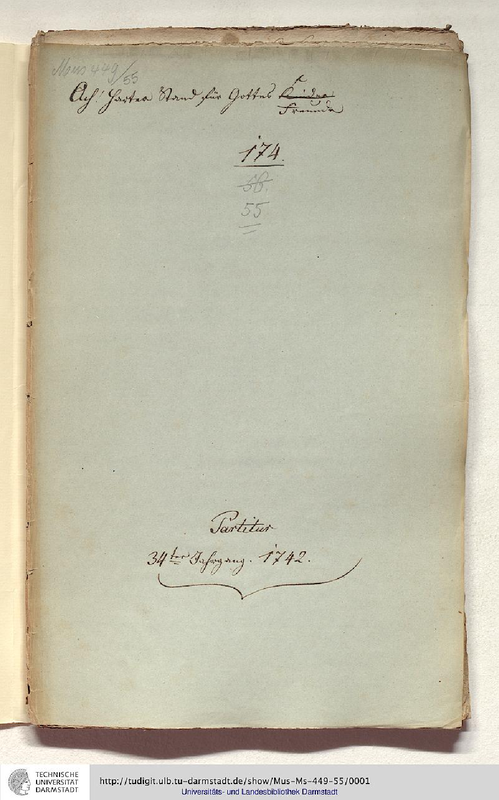 Mus 449/55
Ach! harter Stand für Gottes Kinder
Freunde
174.
56.
55
Partitur
34ter Jahrgang. 1742.
TECHNISCHE
UNIVERSITÄT
DARMSTADT
http://tudigit.ulb.tu-darmstadt.de/show/Mus-Ms-449-55/0001
Universitäts- und Landesbibliothek Darmstadt